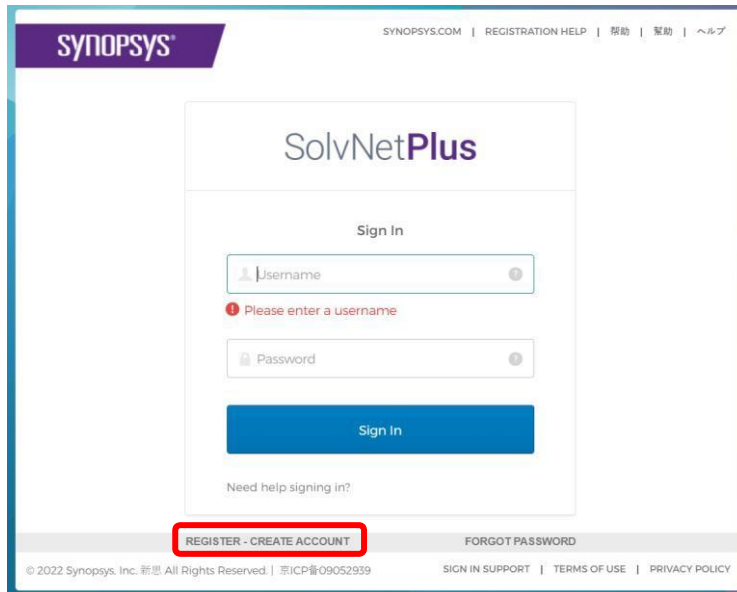 SYNOPSYS®
SYNOPSYS.COM | REGISTRATION HELP | 帮助 | 幫助 | ヘルプ
SolvNetPlus
Sign In
Username
Please enter a username
Password
Sign In
Need help signing in?
REGISTER - CREATE ACCOUNT
FORGOT PASSWORD
© 2022 Synopsys, Inc. 新思 All Rights Reserved. | 京ICP备09052939
SIGN IN SUPPORT | TERMS OF USE | PRIVACY POLICY